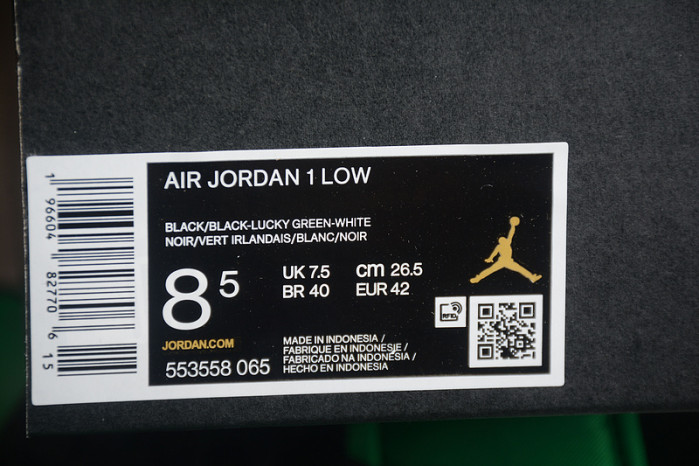 AIR JORDAN 1 LOW
BLACK/BLACK-LUCKY GREEN-WHITE
NOIR/VERT IRLANDAIS/BLANC/NOIR
8 5
UK 7.5 cm 26.5
BR 40 EUR 42
RFID
JORDAN.COM
553558 065
MADE IN INDONESIA /
FABRIQUE EN INDONESIE /
FABRICADO NA INDONÉSIA /
HECHO EN INDONESIA
1 96604 82770 6 15